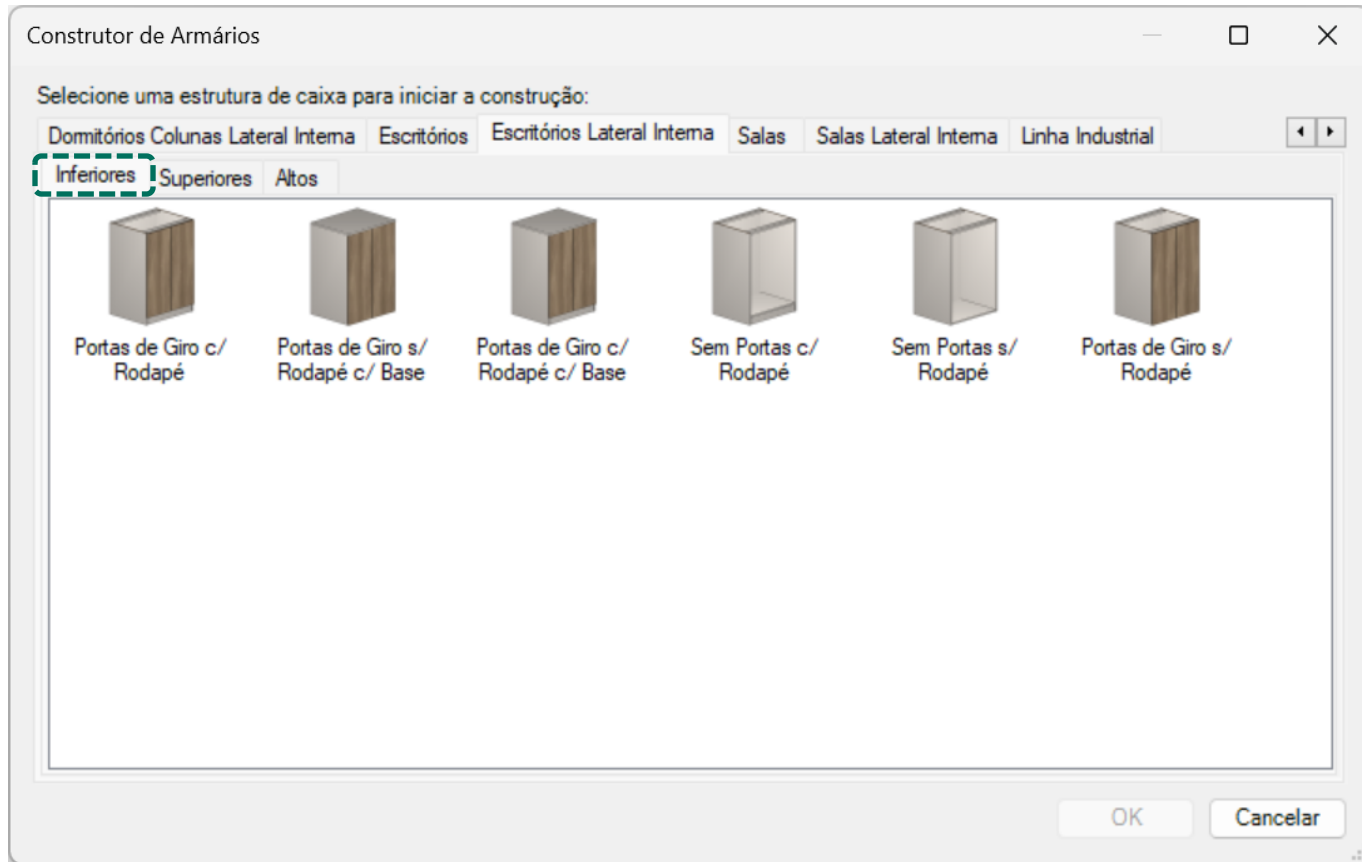 Construtor de Armários
Selecione uma estrutura de caixa para iniciar a construção:
Dormitórios Colunas Lateral Interna Escritórios Escritórios Lateral Interna Salas Salas Lateral Interna Linha Industrial
Inferiores Superiores Altos
Portas de Giro c/ Portas de Giro s/ Portas de Giro c/ Sem Portas c/ Sem Portas s/ Portas de Giro s/
Rodapé Rodapé c/ Base Rodapé c/ Base Rodapé Rodapé Rodapé
OK Cancelar